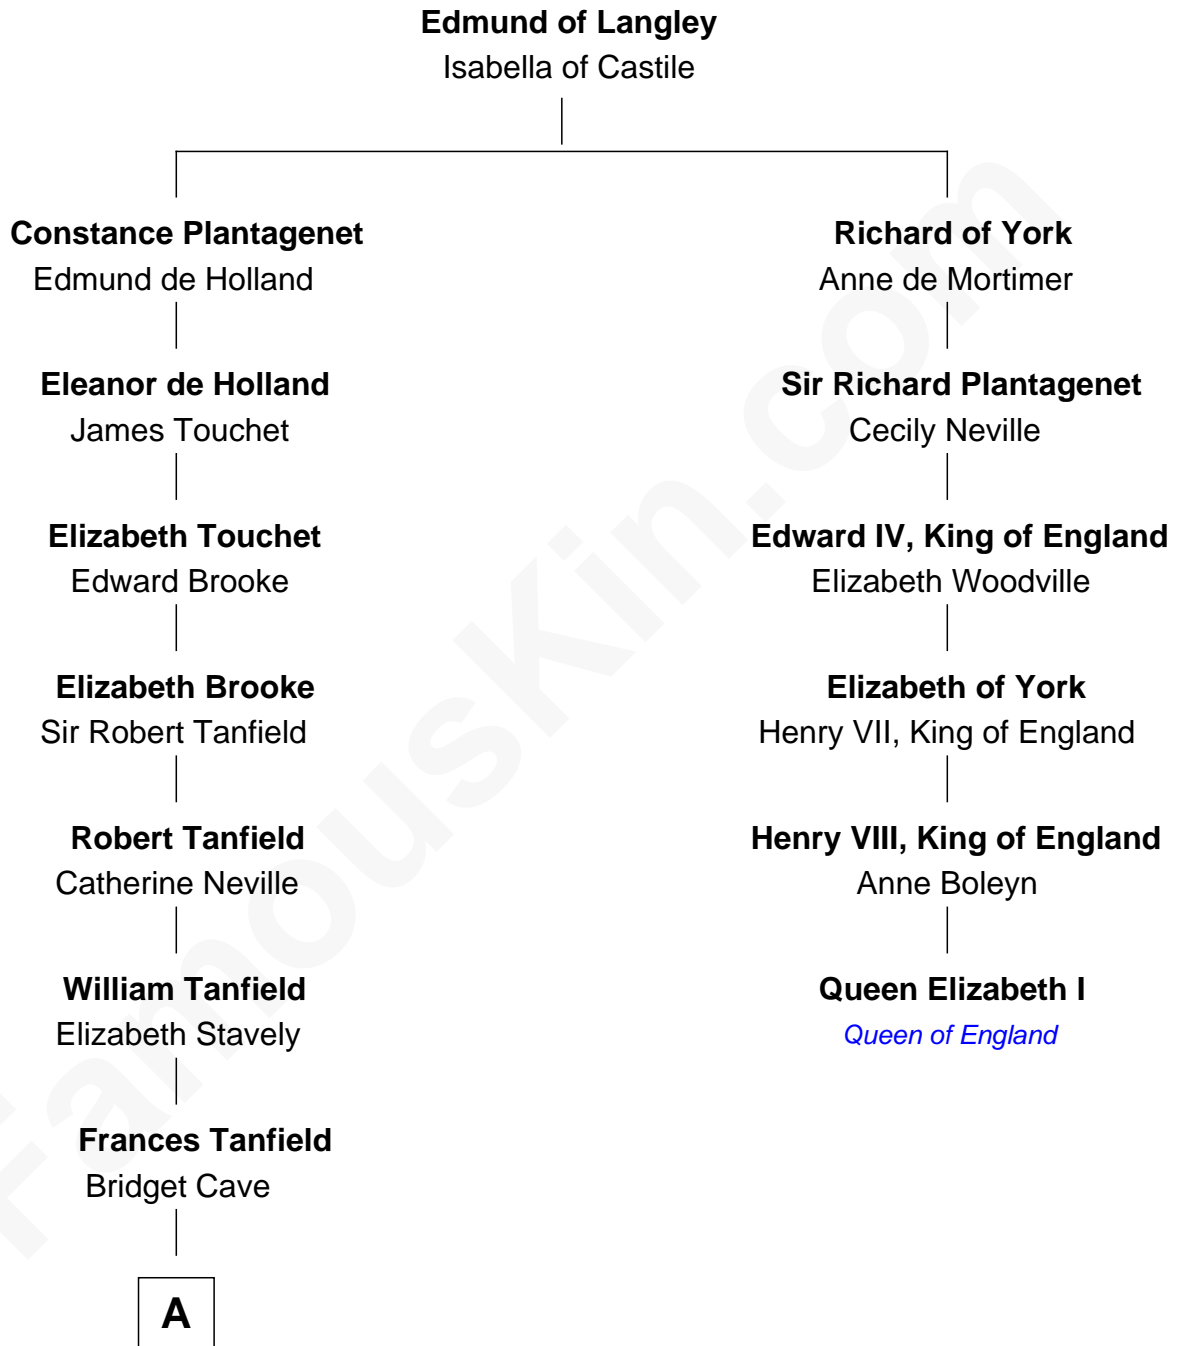 Edmund of Langley
Isabella of Castile
Constance Plantagenet
Edmund de Holland
Eleanor de Holland
James Touchet
Elizabeth Touchet
Edward Brooke
Elizabeth Brooke
Sir Robert Tanfield
Robert Tanfield
Catherine Neville
William Tanfield
Elizabeth Stavely
Frances Tanfield
Bridget Cave
A
Richard of York
Anne de Mortimer
Sir Richard Plantagenet
Cecily Neville
Edward IV, King of England
Elizabeth Woodville
Elizabeth of York
Henry VII, King of England
Henry VIII, King of England
Anne Boleyn
Queen Elizabeth I
Queen of England
FamousKin.com